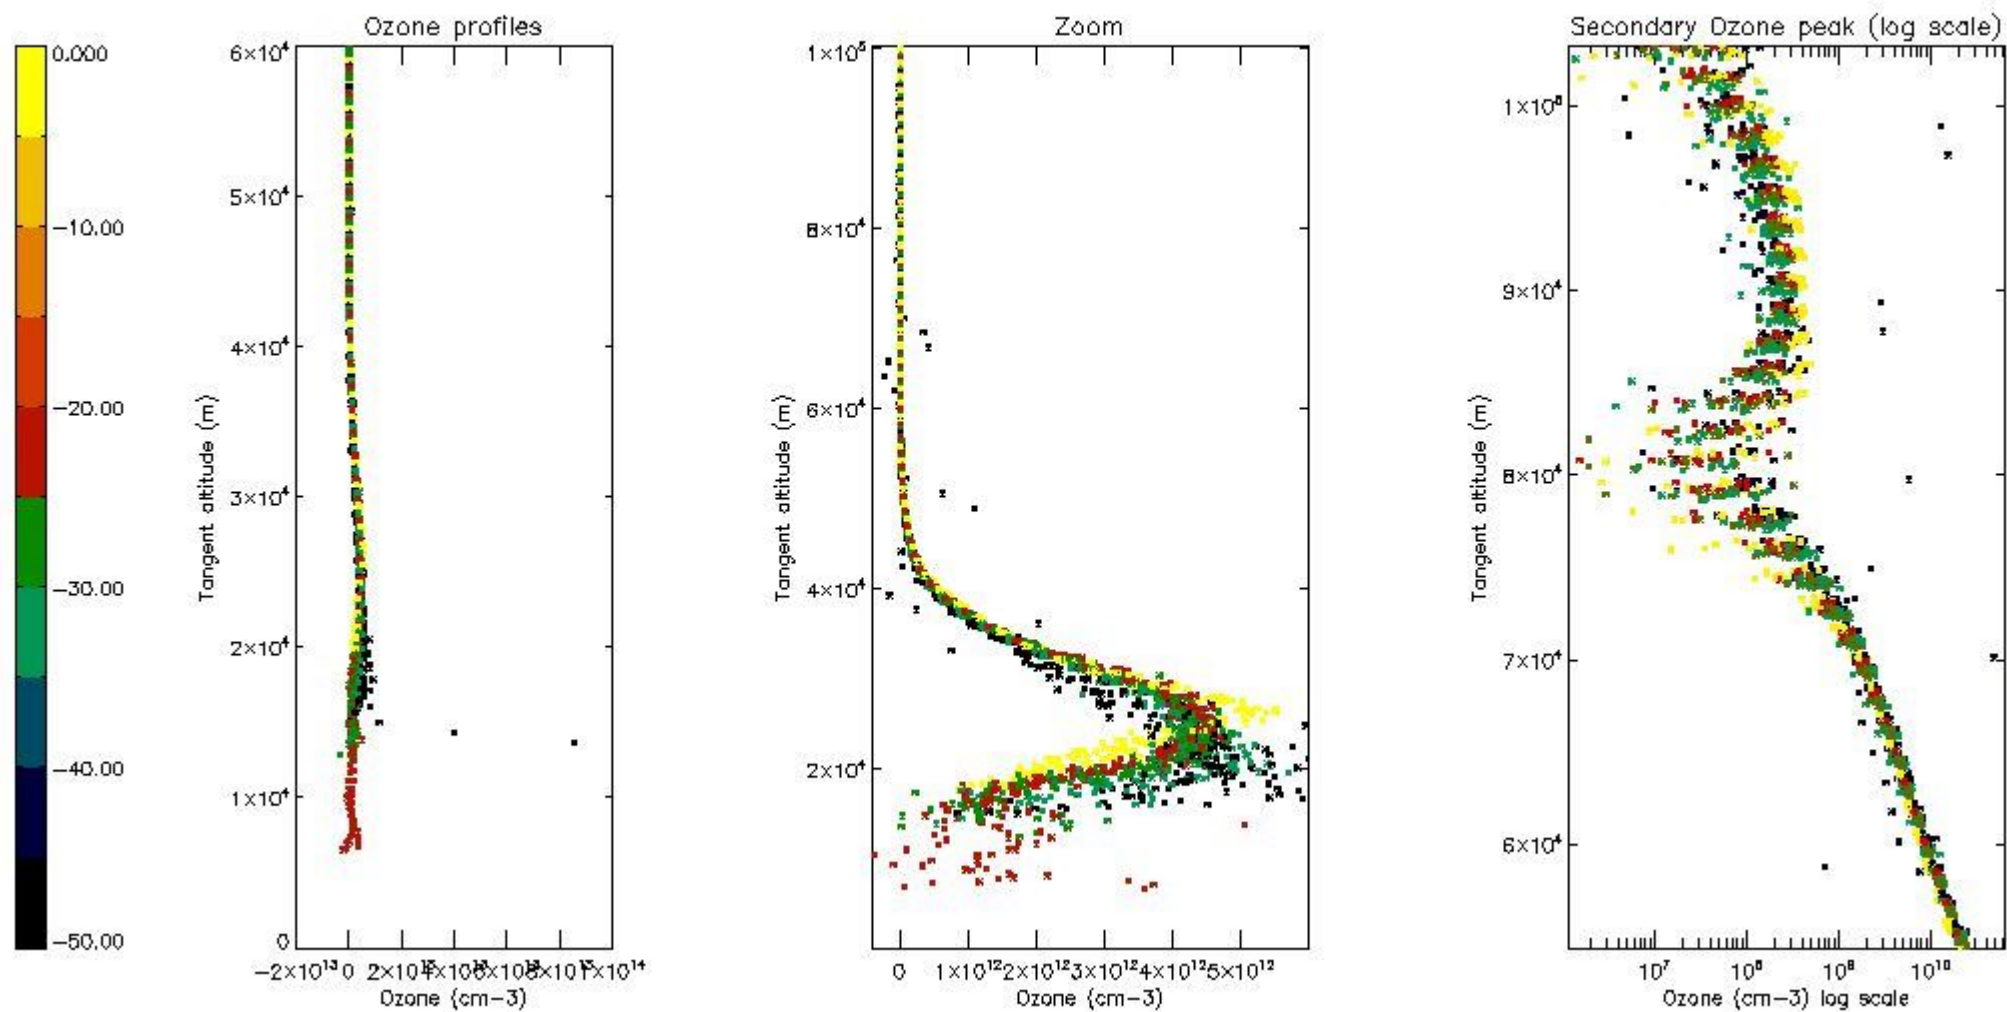 Ozone profiles
Zoom
Secondary Ozone peak (log scale)
0.000
-10.00
-20.00
-30.00
-40.00
-50.00
6×10⁴
5×10⁴
4×10⁴
3×10⁴
2×10⁴
1×10⁴
0
Tangent altitude (m)
-2×10¹³ 0
Ozone (cm-3)
1×10⁵
8×10⁴
6×10⁴
4×10⁴
2×10⁴
Tangent altitude (m)
0 1×10¹² 2×10¹² 3×10¹² 4×10¹² 5×10¹²
Ozone (cm-3)
9×10⁴
8×10⁴
7×10⁴
6×10⁴
Tangent altitude (m)
10⁷ 10⁸ 10⁹ 10¹⁰
Ozone (cm-3) log scale